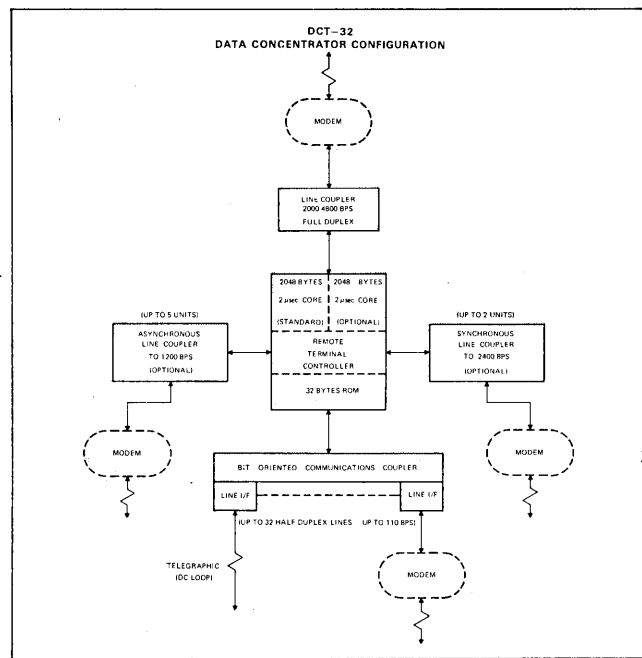 DCT-32
DATA CONCENTRATOR CONFIGURATION
MODEM
LINE COUPLER
2000-4800 BPS
FULL DUPLEX
2048 BYTES
2 µsec CORE
(STANDARD)
2048 BYTES
2 µsec CORE
(OPTIONAL)
REMOTE
TERMINAL
CONTROLLER
32 BYTES ROM
(UP TO 5 UNITS)
ASYNCHRONOUS
LINE COUPLER
TO 1200 BPS
(OPTIONAL)
(UP TO 2 UNITS)
SYNCHRONOUS
LINE COUPLER
TO 2400 BPS
(OPTIONAL)
MODEM
MODEM
BIT ORIENTED COMMUNICATIONS COUPLER
LINE I/F
LINE I/F
(UP TO 32 HALF DUPLEX LINES UP TO 110 BPS)
TELEGRAPHIC
(DC LOOP)
MODEM